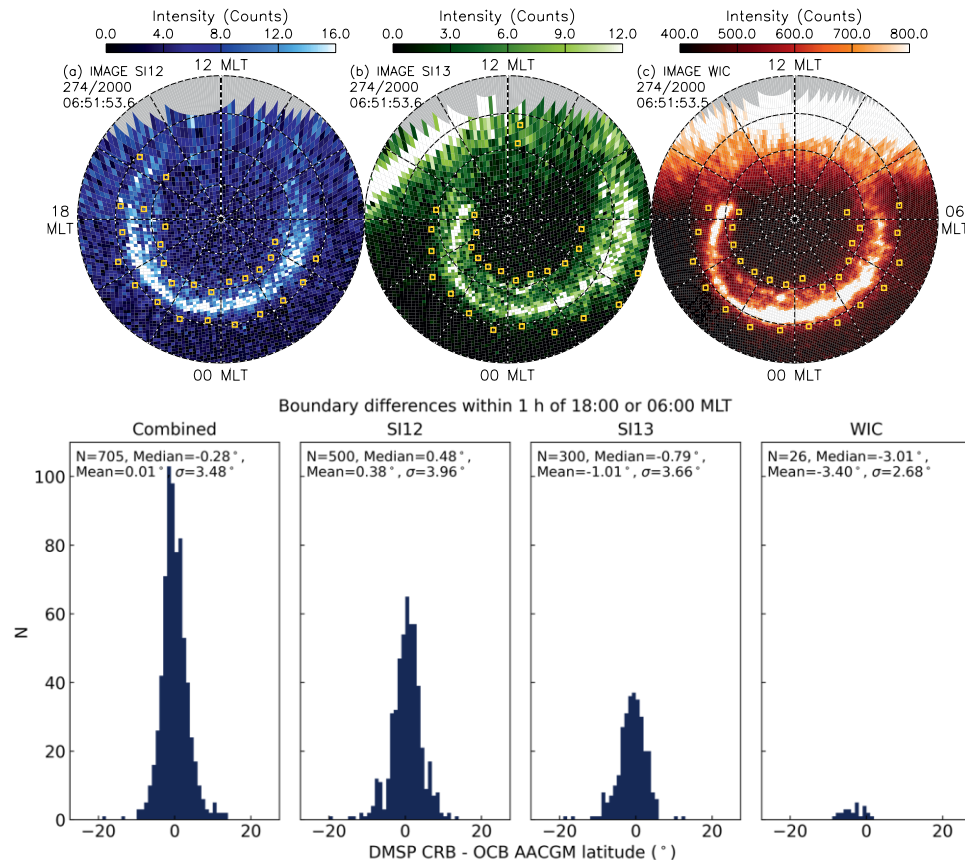 Intensity (Counts)
0.0 4.0 8.0 12.0 16.0
12 MLT
(a) IMAGE SI12
274/2000
06:51:53.6
18
MLT
00 MLT
Intensity (Counts)
0.0 3.0 6.0 9.0 12.0
12 MLT
(b) IMAGE SI13
274/2000
06:51:53.6
00 MLT
Intensity (Counts)
400.0 500.0 600.0 700.0 800.0
12 MLT
(c) IMAGE WIC
274/2000
06:51:53.5
06
MLT
00 MLT
Boundary differences within 1 h of 18:00 or 06:00 MLT
Combined
N=705, Median=-0.28°,
Mean=0.01°, σ=3.48°
SI12
N=500, Median=0.48°,
Mean=0.38°, σ=3.96°
SI13
N=300, Median=-0.79°,
Mean=-1.01°, σ=3.66°
WIC
N=26, Median=-3.01°,
Mean=-3.40°, σ=2.68°
N
100
80
60
40
20
0
−20 0 20
−20 0 20
−20 0 20
−20 0 20
DMSP CRB - OCB AACGM latitude (°)